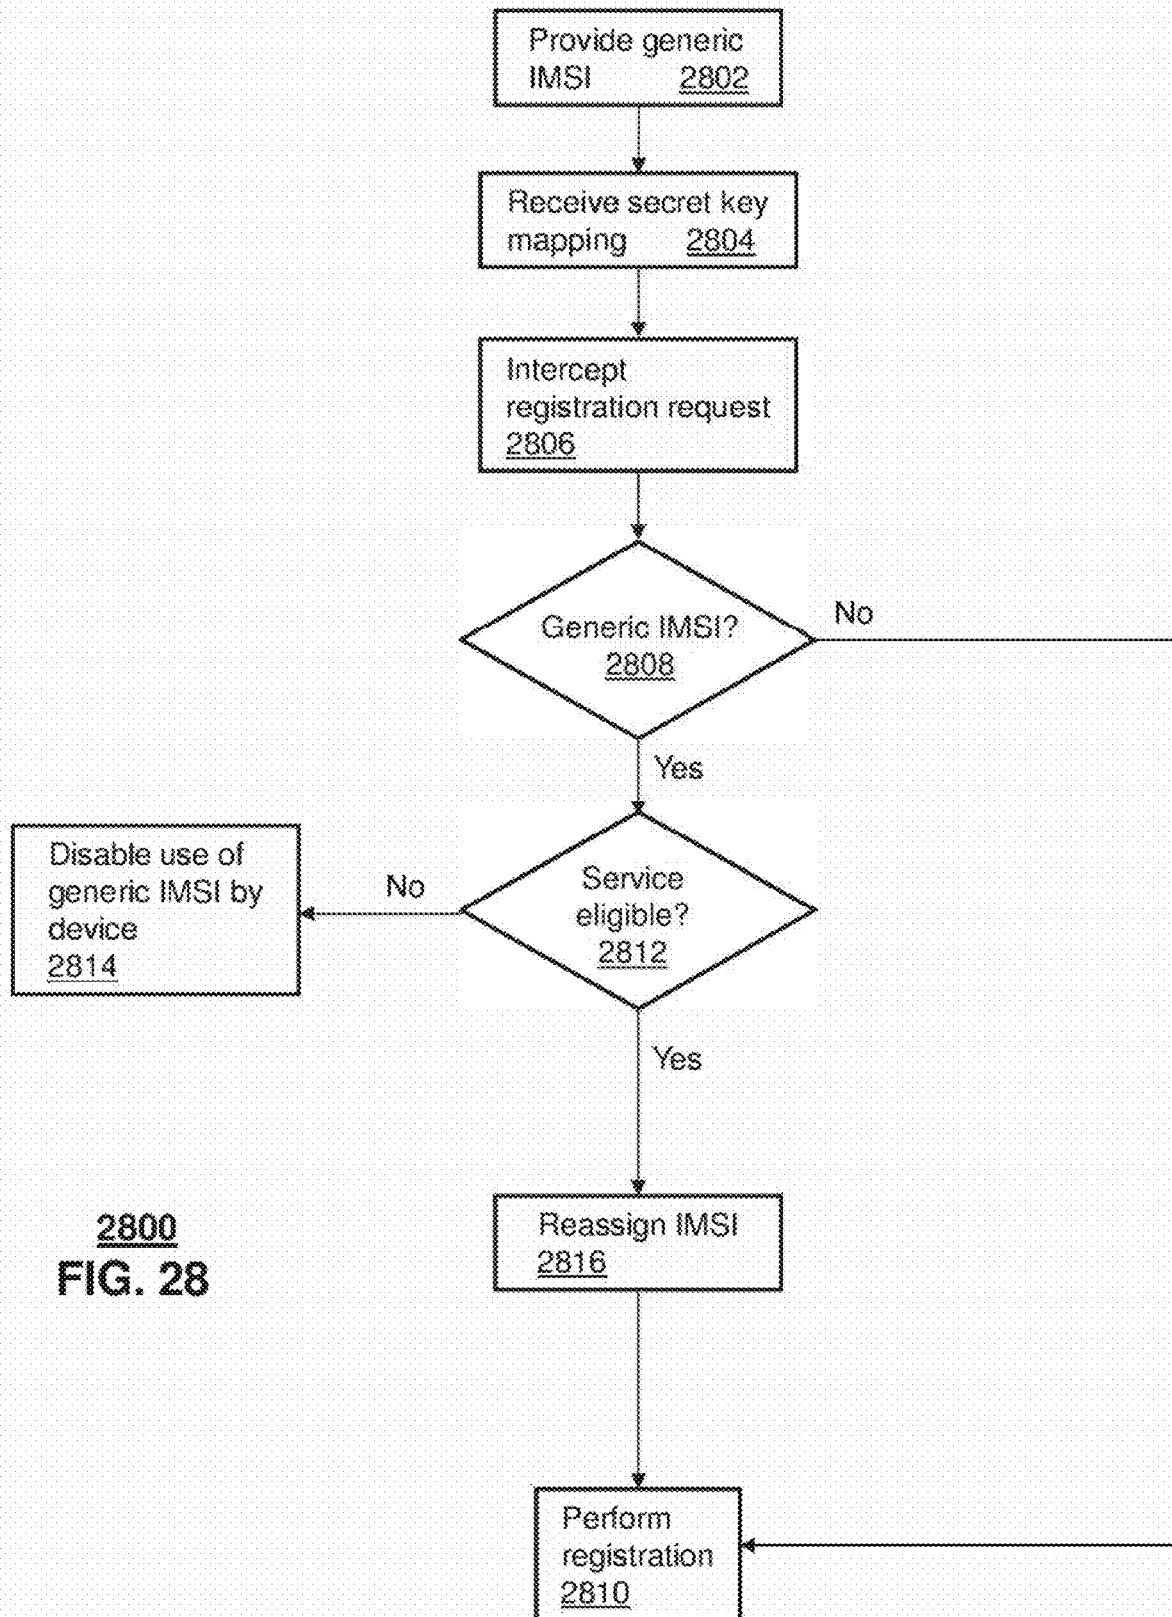 Provide generic
IMSI 2802
Receive secret key
mapping 2804
Intercept
registration request
2806
Generic IMSI?
2808
No
Yes
Service
eligible?
2812
No
Disable use of
generic IMSI by
device
2814
Yes
Reassign IMSI
2816
2800
FIG. 28
Perform
registration
2810